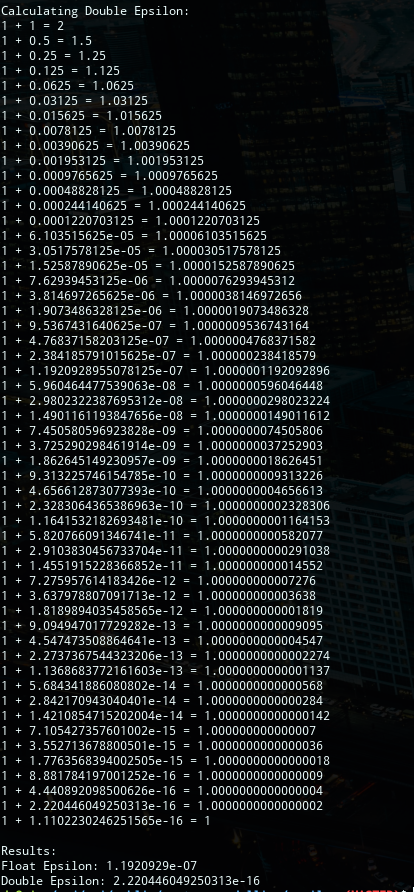 Calculating Double Epsilon:
1 + 1 = 2
1 + 0.5 = 1.5
1 + 0.25 = 1.25
1 + 0.125 = 1.125
1 + 0.0625 = 1.0625
1 + 0.03125 = 1.03125
1 + 0.015625 = 1.015625
1 + 0.0078125 = 1.0078125
1 + 0.00390625 = 1.00390625
1 + 0.001953125 = 1.001953125
1 + 0.0009765625 = 1.0009765625
1 + 0.00048828125 = 1.00048828125
1 + 0.000244140625 = 1.000244140625
1 + 0.0001220703125 = 1.0001220703125
1 + 6.103515625e-05 = 1.00006103515625
1 + 3.0517578125e-05 = 1.000030517578125
1 + 1.52587890625e-05 = 1.0000152587890625
1 + 7.62939453125e-06 = 1.0000076293945312
1 + 3.814697265625e-06 = 1.000003814697​2656
1 + 1.9073486328125e-06 = 1.0000019073486328
1 + 9.5367431640625e-07 = 1.0000009536743164
1 + 4.76837158203125e-07 = 1.0000004768371582
1 + 2.384185791015625e-07 = 1.000000238418579
1 + 1.1920928955078125e-07 = 1.0000001192092896
1 + 5.960464477539063e-08 = 1.0000000596046448
1 + 2.9802322387695312e-08 = 1.0000000298023224
1 + 1.4901161193847656e-08 = 1.0000000149011612
1 + 7.450580596923828e-09 = 1.0000000074505806
1 + 3.725290298461914e-09 = 1.0000000037252903
1 + 1.862645149230957e-09 = 1.0000000018626451
1 + 9.313225746154785e-10 = 1.0000000009313226
1 + 4.656612873077393e-10 = 1.0000000004656613
1 + 2.3283064365386963e-10 = 1.0000000002328306
1 + 1.1641532182693481e-10 = 1.0000000001164153
1 + 5.820766091346741e-11 = 1.0000000000582077
1 + 2.9103830456733704e-11 = 1.0000000000291038
1 + 1.4551915228366852e-11 = 1.000000000014552
1 + 7.275957614183426e-12 = 1.000000000007276
1 + 3.637978807091713e-12 = 1.000000000003638
1 + 1.8189894035458565e-12 = 1.000000000001819
1 + 9.094947017729282e-13 = 1.0000000000009095
1 + 4.547473508864641e-13 = 1.0000000000004547
1 + 2.2737367544323206e-13 = 1.0000000000002274
1 + 1.1368683772161603e-13 = 1.0000000000001137
1 + 5.684341886080802e-14 = 1.0000000000000568
1 + 2.842170943040401e-14 = 1.0000000000000284
1 + 1.4210854715202004e-14 = 1.0000000000000142
1 + 7.105427357601002e-15 = 1.000000000000007
1 + 3.552713678800501e-15 = 1.0000000000000036
1 + 1.7763568394002505e-15 = 1.0000000000000018
1 + 8.881784197001252e-16 = 1.0000000000000009
1 + 4.440892098500626e-16 = 1.0000000000000004
1 + 2.220446049250313e-16 = 1.0000000000000002
1 + 1.1102230246251565e-16 = 1
Results:
Float Epsilon: 1.1920929e-07
Double Epsilon: 2.220446049250313e-16